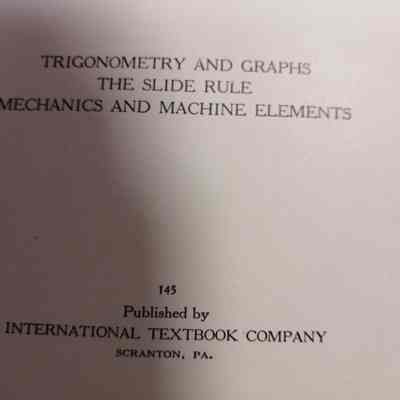 TRIGONOMETRY AND GRAPHS
THE SLIDE RULE
MECHANICS AND MACHINE ELEMENTS
145
Published by
INTERNATIONAL TEXTBOOK COMPANY
SCRANTON, PA.